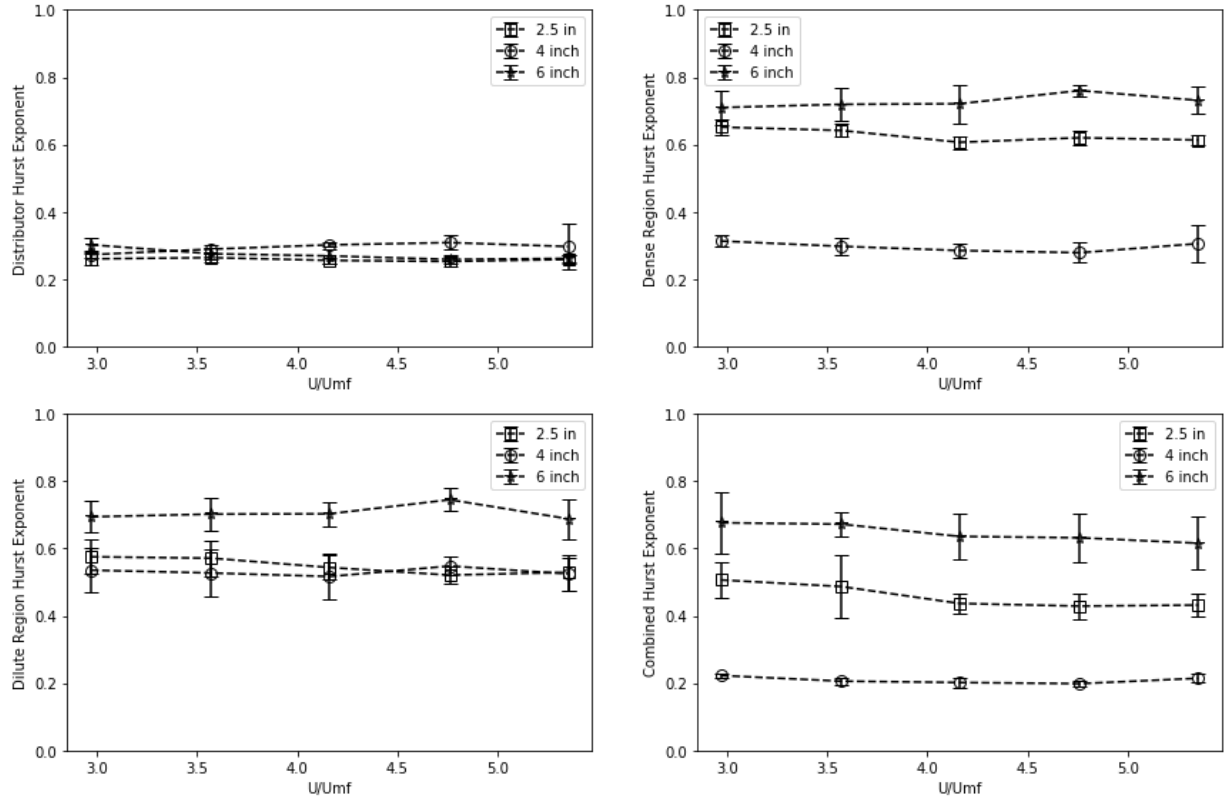 1.0
0.8
0.6
0.4
0.2
0.0
Distributor Hurst Exponent
2.5 in
4 inch
6 inch
3.0 3.5 4.0 4.5 5.0
U/Umf
1.0
0.8
0.6
0.4
0.2
0.0
Dense Region Hurst Exponent
2.5 in
4 inch
6 inch
3.0 3.5 4.0 4.5 5.0
U/Umf
1.0
0.8
0.6
0.4
0.2
0.0
Dilute Region Hurst Exponent
2.5 in
4 inch
6 inch
3.0 3.5 4.0 4.5 5.0
U/Umf
1.0
0.8
0.6
0.4
0.2
0.0
Combined Hurst Exponent
2.5 in
4 inch
6 inch
3.0 3.5 4.0 4.5 5.0
U/Umf